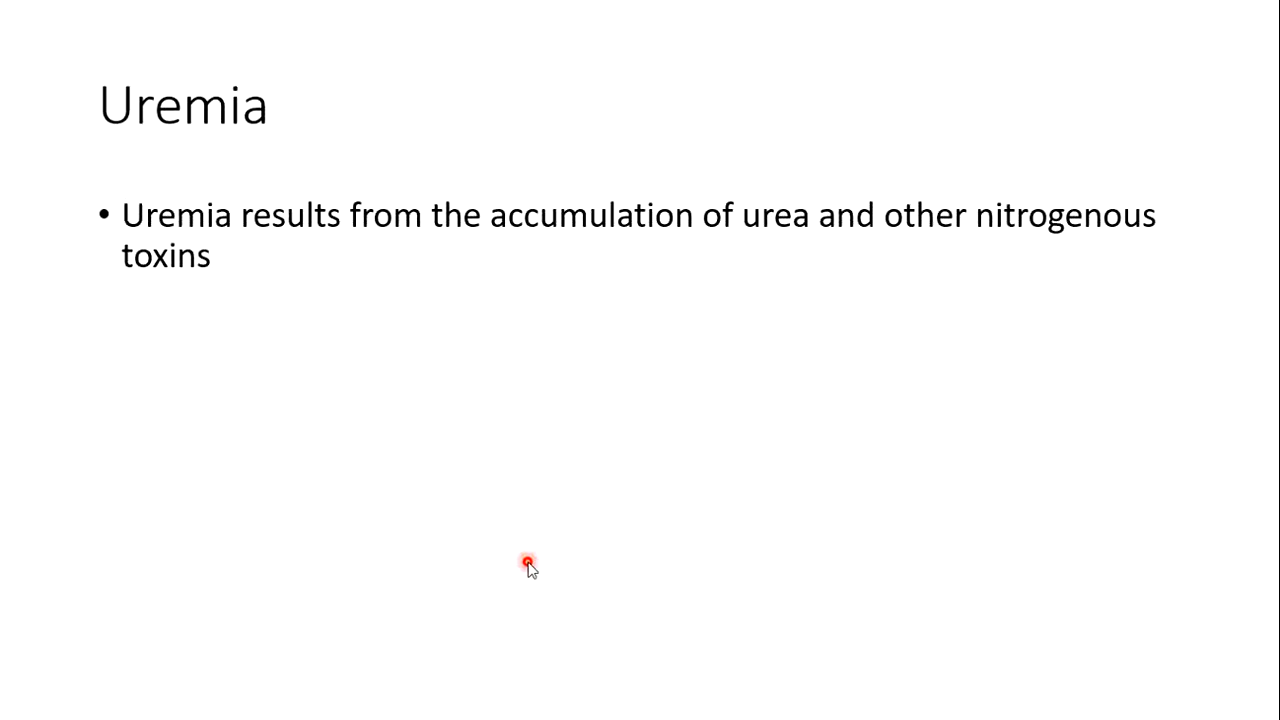 Uremia
• Uremia results from the accumulation of urea and other nitrogenous
toxins